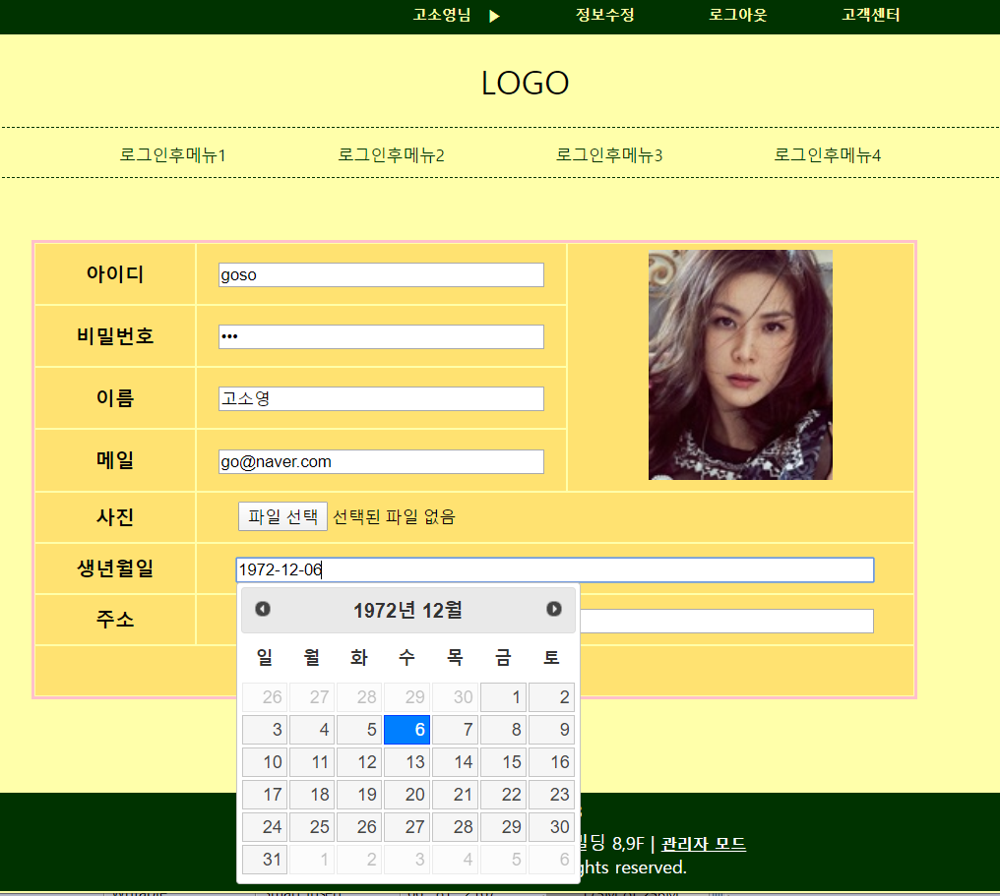 고소영님 ▶ 정보수정 로그아웃 고객센터
LOGO
로그인후메뉴1 로그인후메뉴2 로그인후메뉴3 로그인후메뉴4
아이디 goso
비밀번호 •••
이름 고소영
메일 go@naver.com
사진 파일 선택 선택된 파일 없음
생년월일 1972-12-06
주소
1972년 12월
일 월 화 수 목 금 토
26 27 28 29 30 1 2
3 4 5 6 7 8 9
10 11 12 13 14 15 16
17 18 19 20 21 22 23
24 25 26 27 28 29 30
31 1 2 3 4 5 6
빌딩 8,9F | 관리자 모드
ghts reserved.